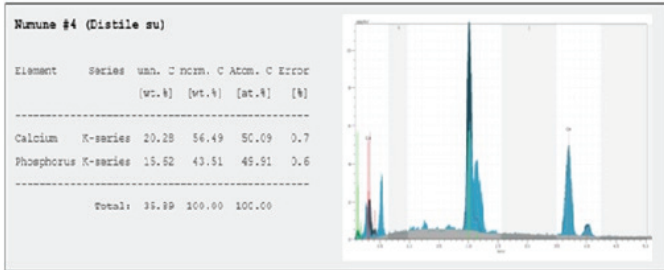 Numune #4 (Distile su)
Element Series unn. C norm. C Atom. C Error
[wt.%] [wt.%] [at.%] [%]
Calcium K-series 20.28 56.49 50.09 0.7
Phosphorus K-series 15.62 43.51 49.91 0.6
Total: 35.89 100.00 100.00